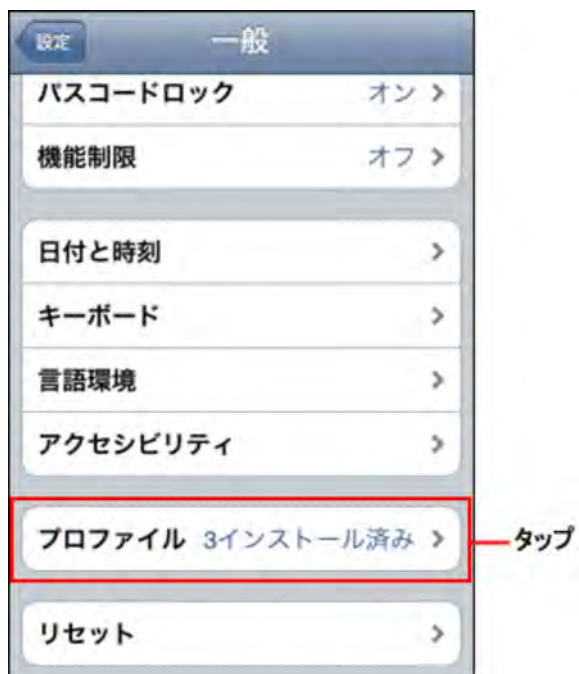 設定
一般
パスコードロック オン
機能制限 オフ
日付と時刻
キーボード
言語環境
アクセシビリティ
プロファイル 3インストール済み
タップ
リセット